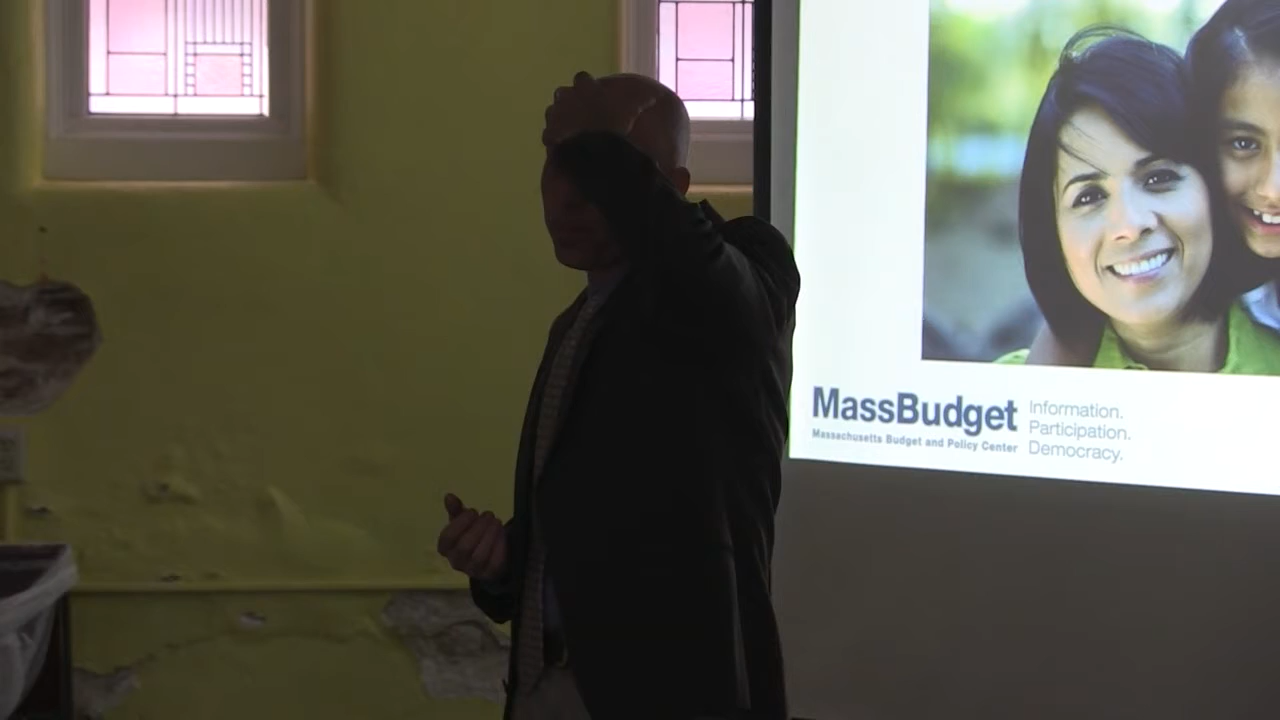 MassBudget
Massachusetts Budget and Policy Center
Information.
Participation.
Democracy.